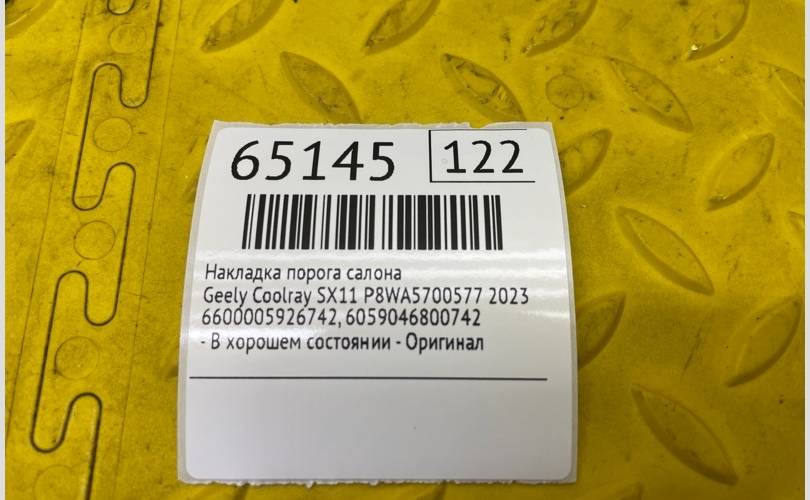 65145 122
Накладка порога салона
Geely Coolray SX11 P8WA5700577 2023
6600005926742, 6059046800742
- В хорошем состоянии - Оригинал